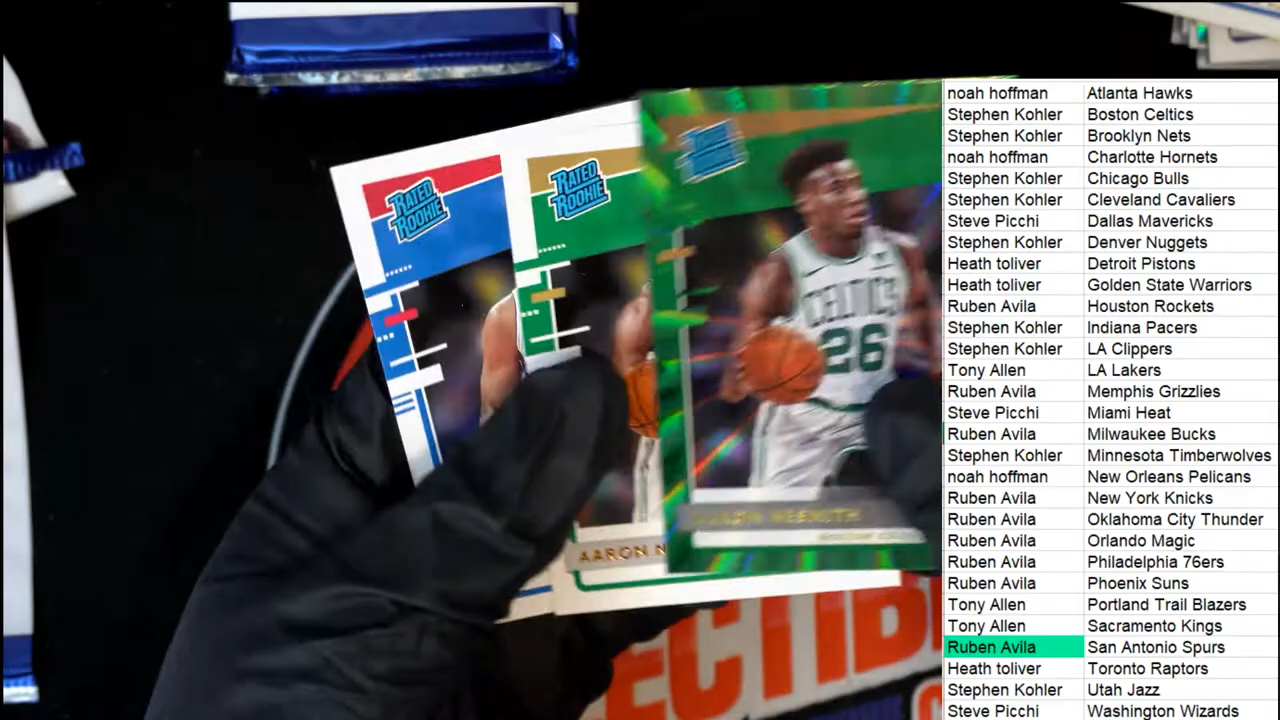 RATED
ROOKIE
RATED
ROOKIE
CELTICS
26
AARON N
ECTIB
noah hoffman Atlanta Hawks
Stephen Kohler Boston Celtics
Stephen Kohler Brooklyn Nets
noah hoffman Charlotte Hornets
Stephen Kohler Chicago Bulls
Stephen Kohler Cleveland Cavaliers
Steve Picchi Dallas Mavericks
Stephen Kohler Denver Nuggets
Heath toliver Detroit Pistons
Heath toliver Golden State Warriors
Ruben Avila Houston Rockets
Stephen Kohler Indiana Pacers
Stephen Kohler LA Clippers
Tony Allen LA Lakers
Ruben Avila Memphis Grizzlies
Steve Picchi Miami Heat
Ruben Avila Milwaukee Bucks
Stephen Kohler Minnesota Timberwolves
noah hoffman New Orleans Pelicans
Ruben Avila New York Knicks
Ruben Avila Oklahoma City Thunder
Ruben Avila Orlando Magic
Ruben Avila Philadelphia 76ers
Ruben Avila Phoenix Suns
Tony Allen Portland Trail Blazers
Tony Allen Sacramento Kings
Ruben Avila San Antonio Spurs
Heath toliver Toronto Raptors
Stephen Kohler Utah Jazz
Steve Picchi Washington Wizards